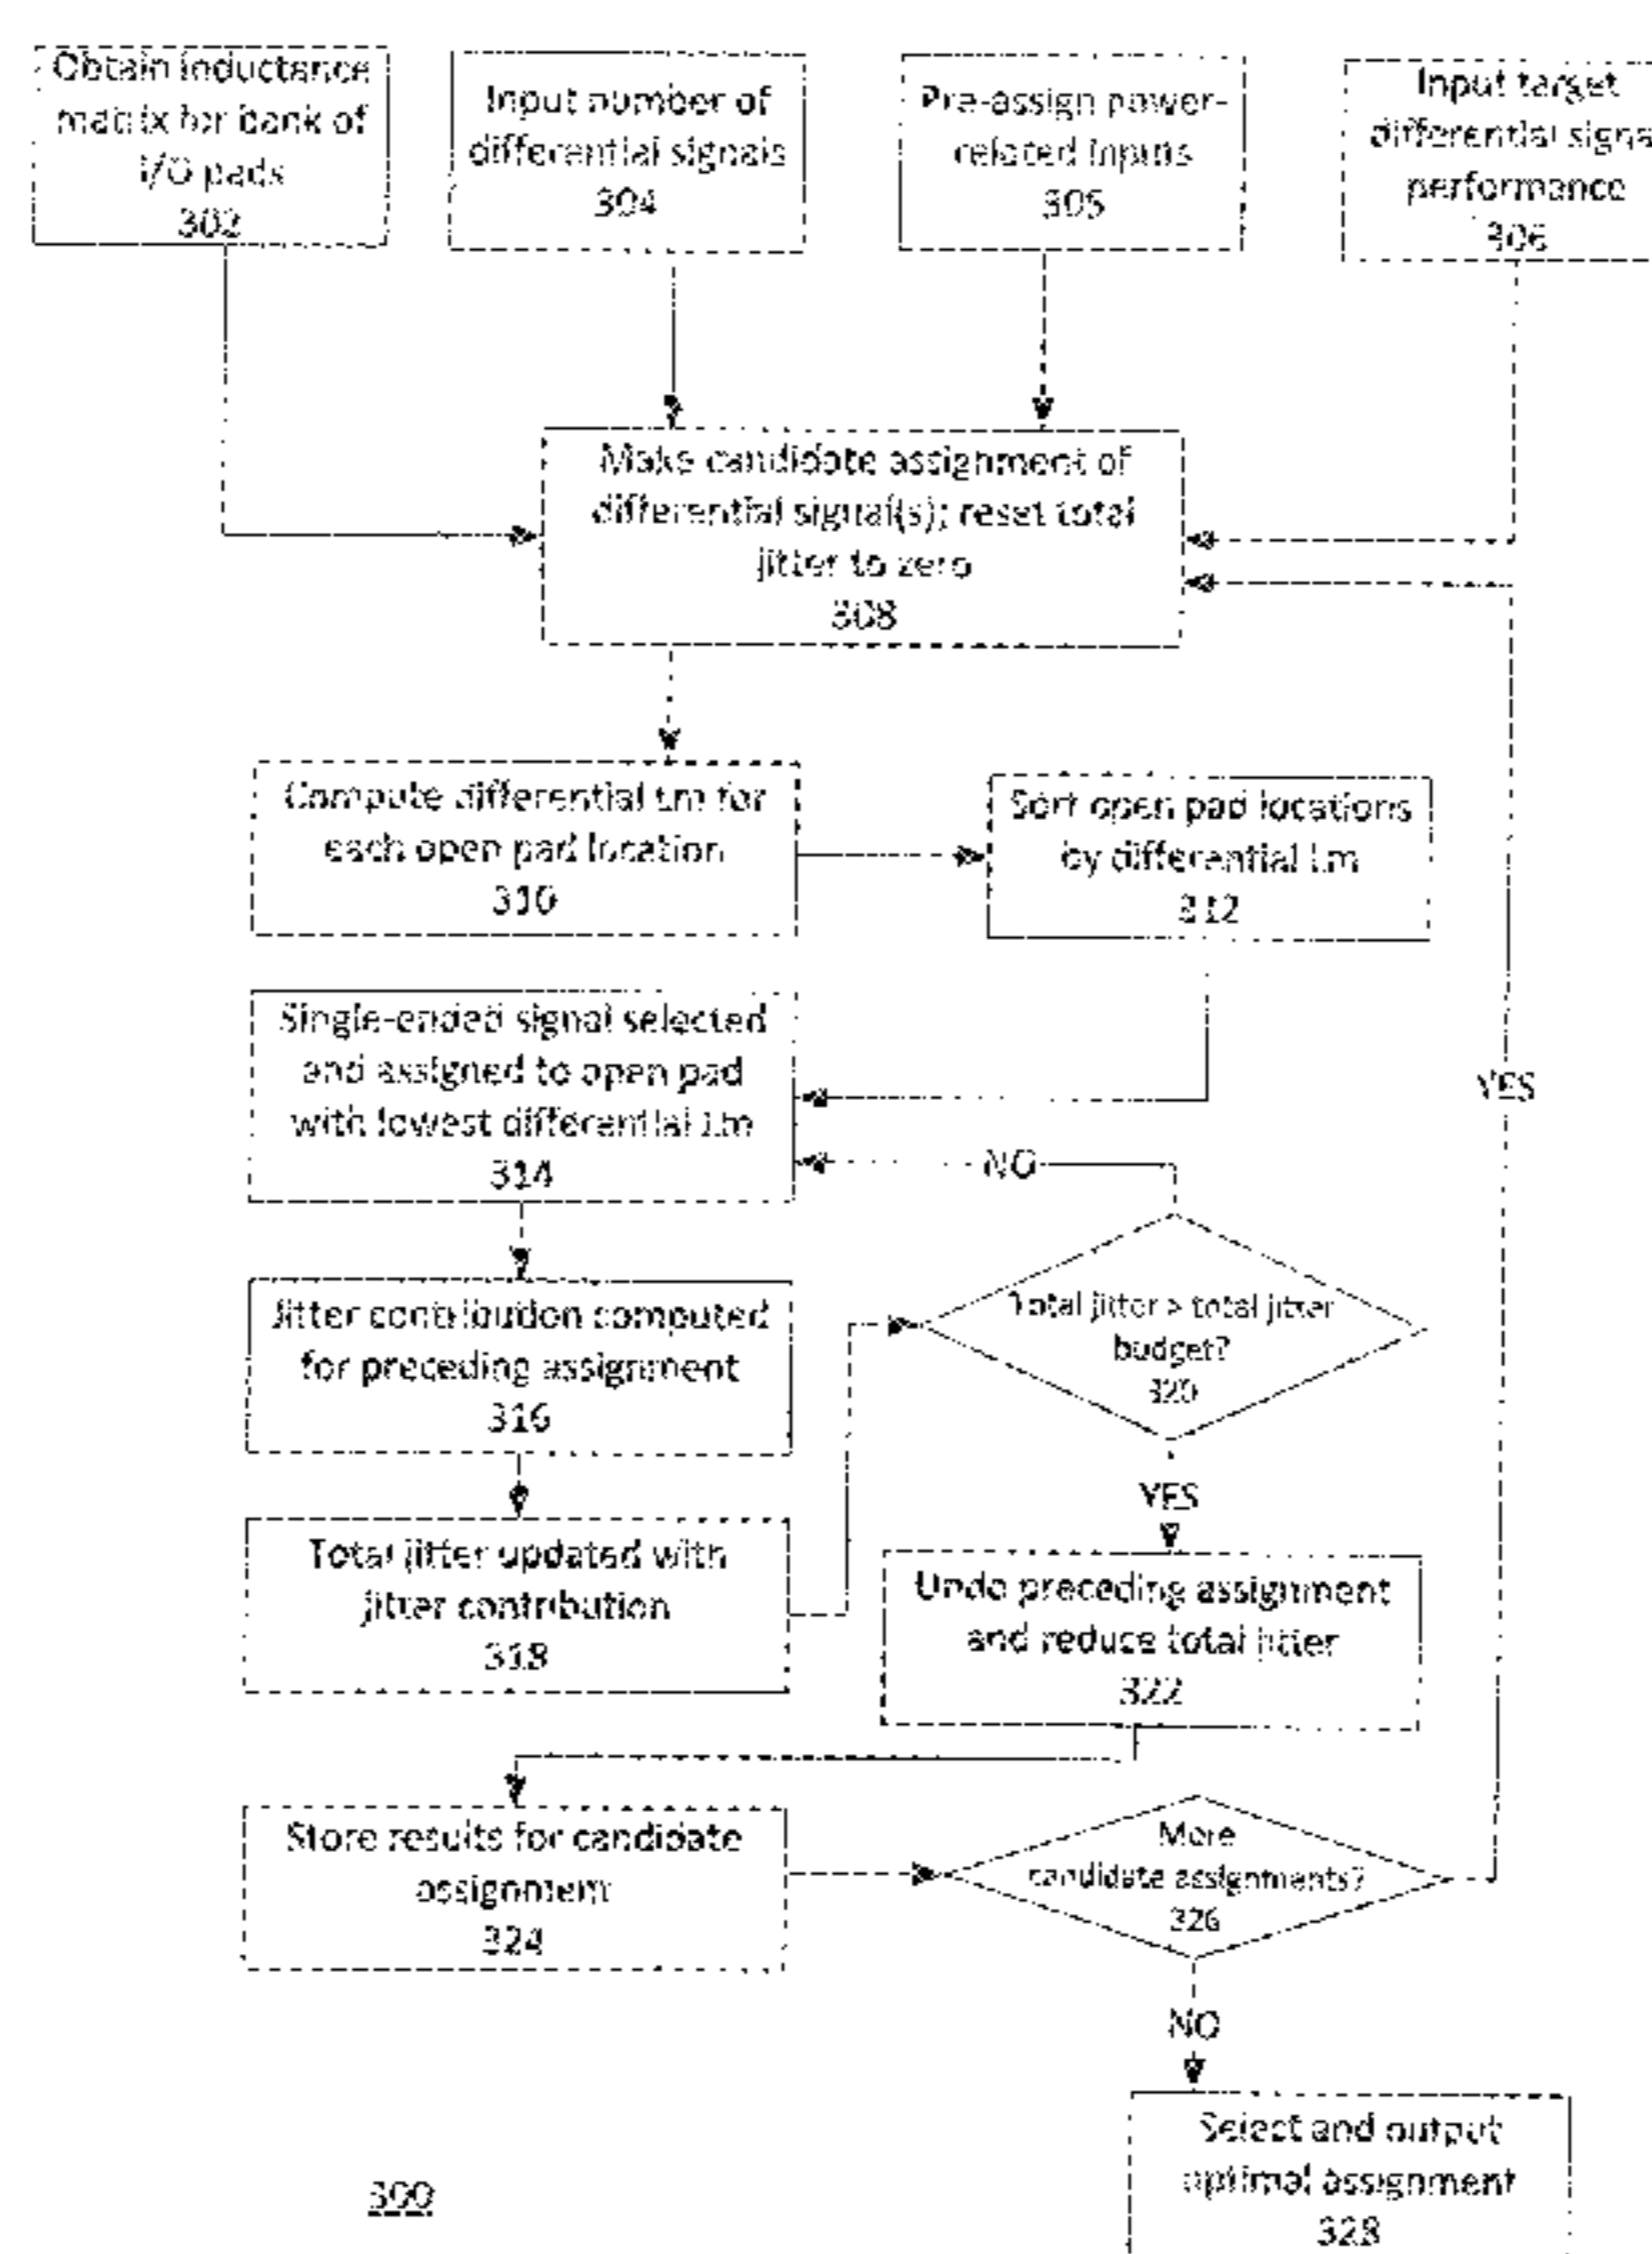 Obtain inductance
matrix for bank of
I/O pads
302
Input number of
differential signals
304
Pre-assign power-
related inputs
305
Input target
differential signa
performance
306
Make candidate assignment of
differential signal(s); reset total
jitter to zero
308
Compute differential Lm for
each open pad location
310
Sort open pad locations
by differential Lm
312
Single-ended signal selected
and assigned to open pad
with lowest differential Lm
314
NO
YES
Jitter contribution computed
for preceding assignment
316
Total jitter > total jitter
budget?
320
YES
Total jitter updated with
jitter contribution
318
Undo preceding assignment
and reduce total jitter
322
Store results for candidate
assignment
324
More
candidate assignments?
326
NO
Select and output
optimal assignment
328
300